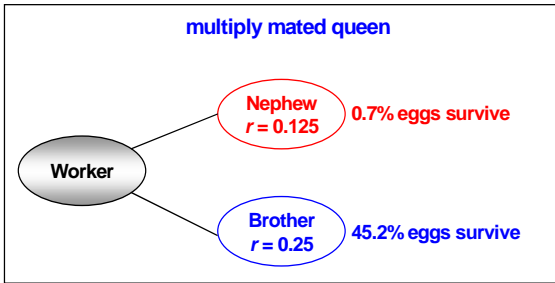 multiply mated queen
Nephew
r = 0.125
0.7% eggs survive
Worker
Brother
r = 0.25
45.2% eggs survive